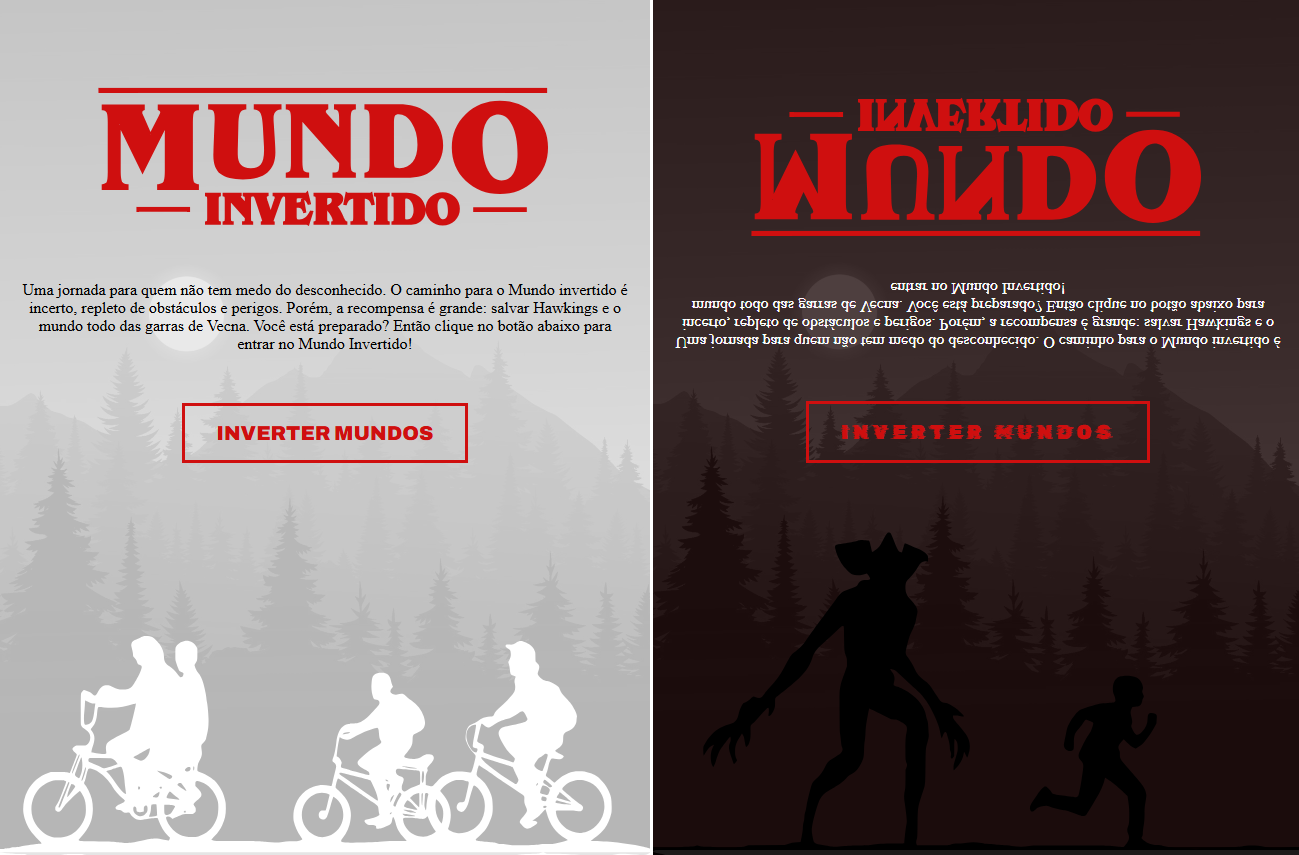 MUNDO
INVERTIDO
Uma jornada para quem não tem medo do desconhecido. O caminho para o Mundo invertido é
incerto, repleto de obstáculos e perigos. Porém, a recompensa é grande: salvar Hawkings e o
mundo todo das garras de Vecna. Você está preparado? Então clique no botão abaixo para
entrar no Mundo Invertido!
INVERTER MUNDOS
INVERTIDO
MUNDO
entrar no Mundo Invertido!
mundo todo das garras de Vecna. Você está preparado? Então clique no botão abaixo para
incerto, repleto de obstáculos e perigos. Porém, a recompensa é grande: salvar Hawkings e o
Uma jornada para quem não tem medo do desconhecido. O caminho para o Mundo invertido é
INVERTER MUNDOS